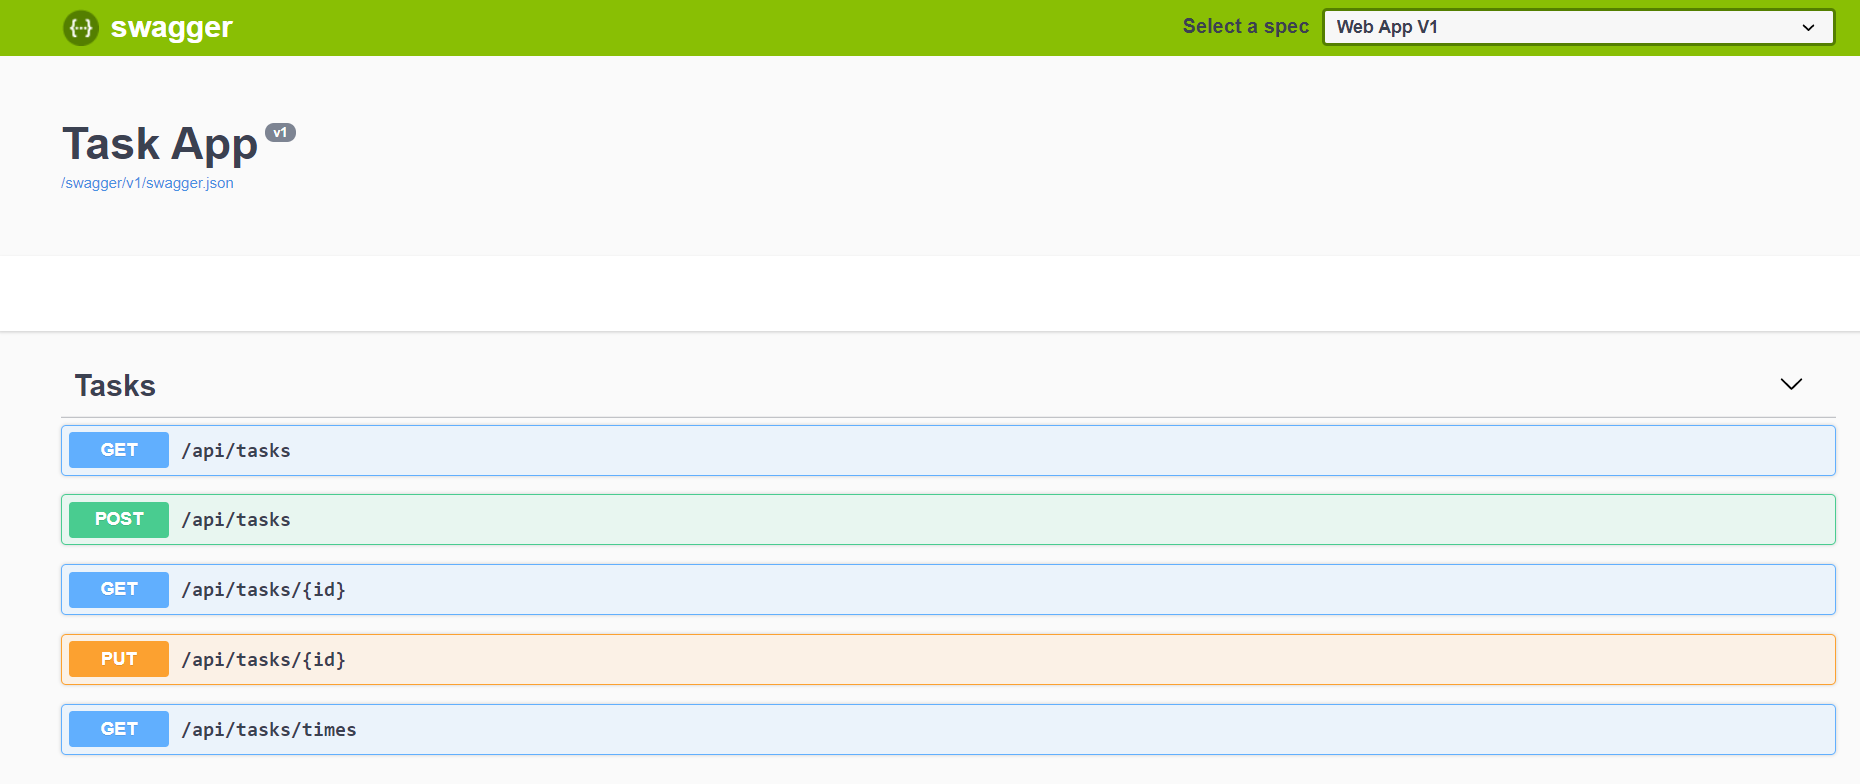 {···} swagger
Select a spec
Web App V1
Task App v1
/swagger/v1/swagger.json
Tasks
GET /api/tasks
POST /api/tasks
GET /api/tasks/{id}
PUT /api/tasks/{id}
GET /api/tasks/times